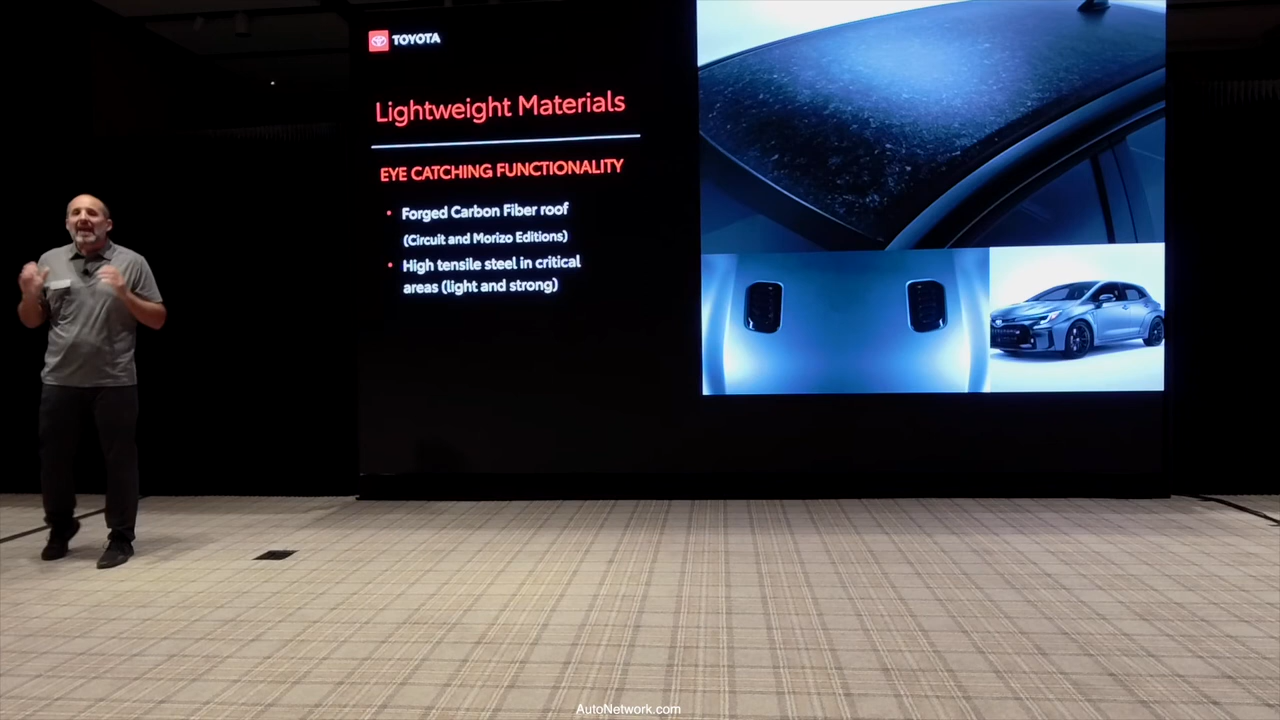 TOYOTA
Lightweight Materials
EYE CATCHING FUNCTIONALITY
• Forged Carbon Fiber roof
(Circuit and Morizo Editions)
• High tensile steel in critical
areas (light and strong)
AutoNetwork.com